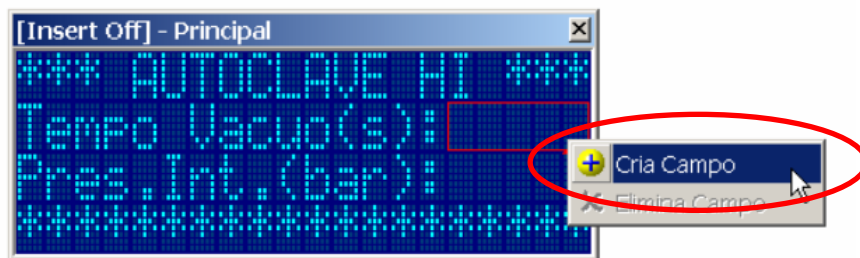 [Insert Off] - Principal
*** AUTOCLAVE HI ***
Tempo Vacuo(s):
Pres.Int.(bar):
********************
Cria Campo
Elimina Campo